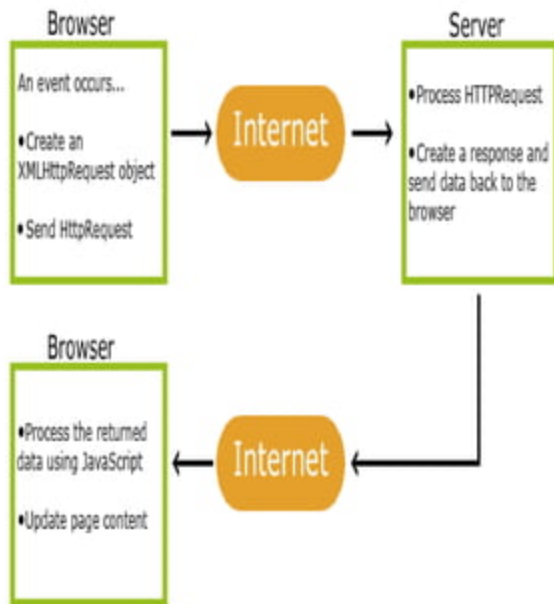 Browser
An event occurs...
•Create an
XMLHttpRequest object
•Send HttpRequest
Internet
Server
•Process HTTPRequest
•Create a response and
send data back to the
browser
Browser
•Process the returned
data using JavaScript
•Update page content
Internet